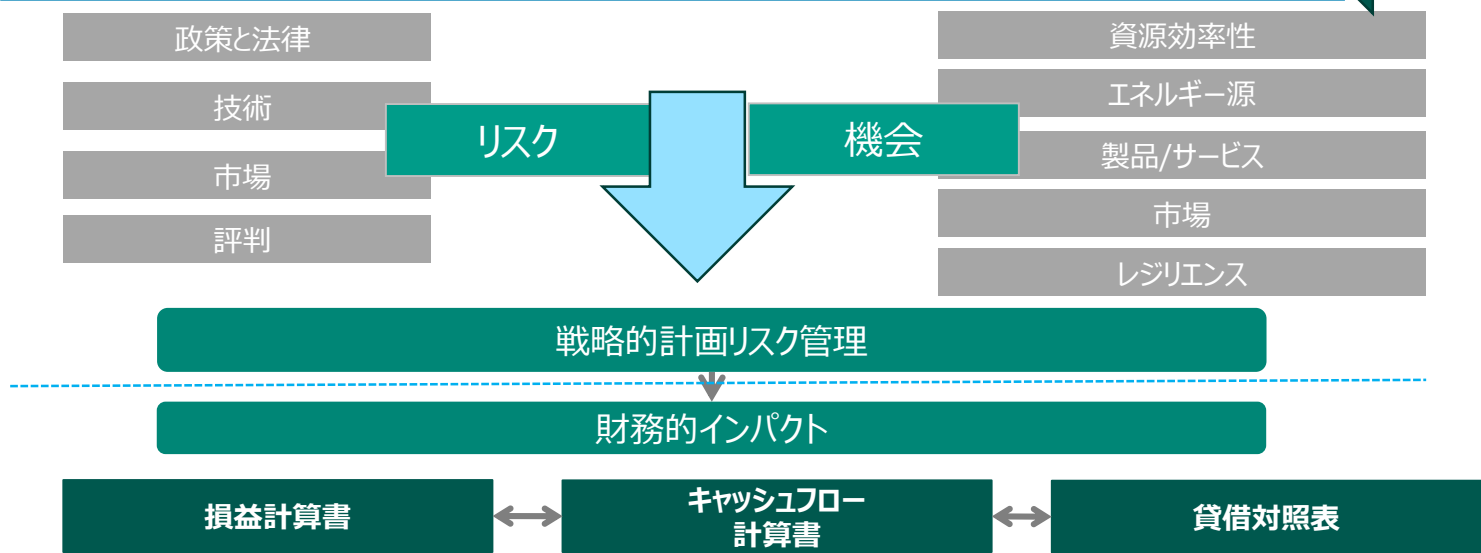 政策と法律
技術
市場
評判
リスク
機会
資源効率性
エネルギー源
製品/サービス
市場
レジリエンス
戦略的計画リスク管理
財務的インパクト
損益計算書
キャッシュフロー
計算書
貸借対照表